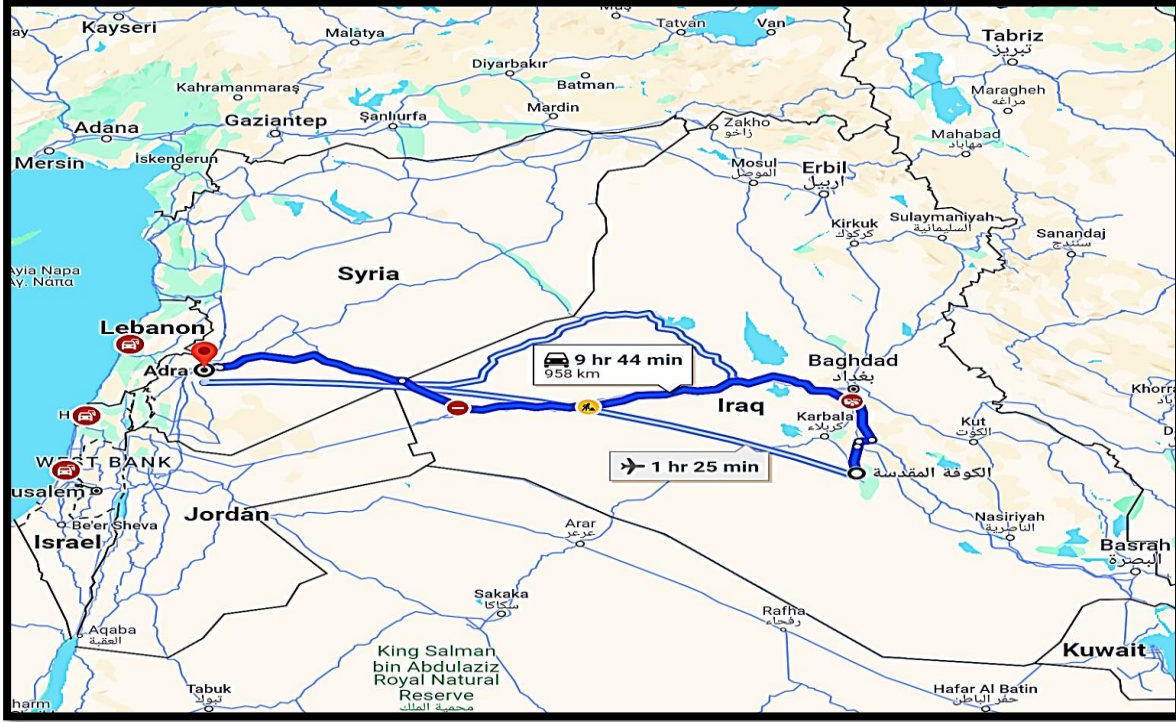 Kayseri
Malatya
Tatvan
Van
Tabriz
تبریز
Diyarbakır
Batman
Maragheh
مراغه
Kahramanmaraş
Mardin
Gaziantep
Şanlıurfa
Zakho
زاخو
Adana
Mahabad
مهاباد
Mersin
İskenderun
Mosul
الموصل
Erbil
أربيل
Kirkuk
كركوك
Sulaymaniyah
السليمانية
Sanandaj
سنندج
Ayia Napa
Αγ. Νάπα
Syria
Lebanon
Adra
9 hr 44 min
958 km
Baghdad
بغداد
Iraq
Karbala
كربلاء
Kut
الكوت
WEST BANK
1 hr 25 min
الكوفة المقدسة
usalem
Be'er Sheva
Jordan
Israel
Arar
عرعر
Nasiriyah
الناصرية
Basrah
البصرة
Sakaka
سكاكا
Rafha
رفحاء
Aqaba
العقبة
King Salman
bin Abdulaziz
Royal Natural
Reserve
محمية الملك
Kuwait
Tabuk
تبوك
Hafar Al Batin
حفر الباطن